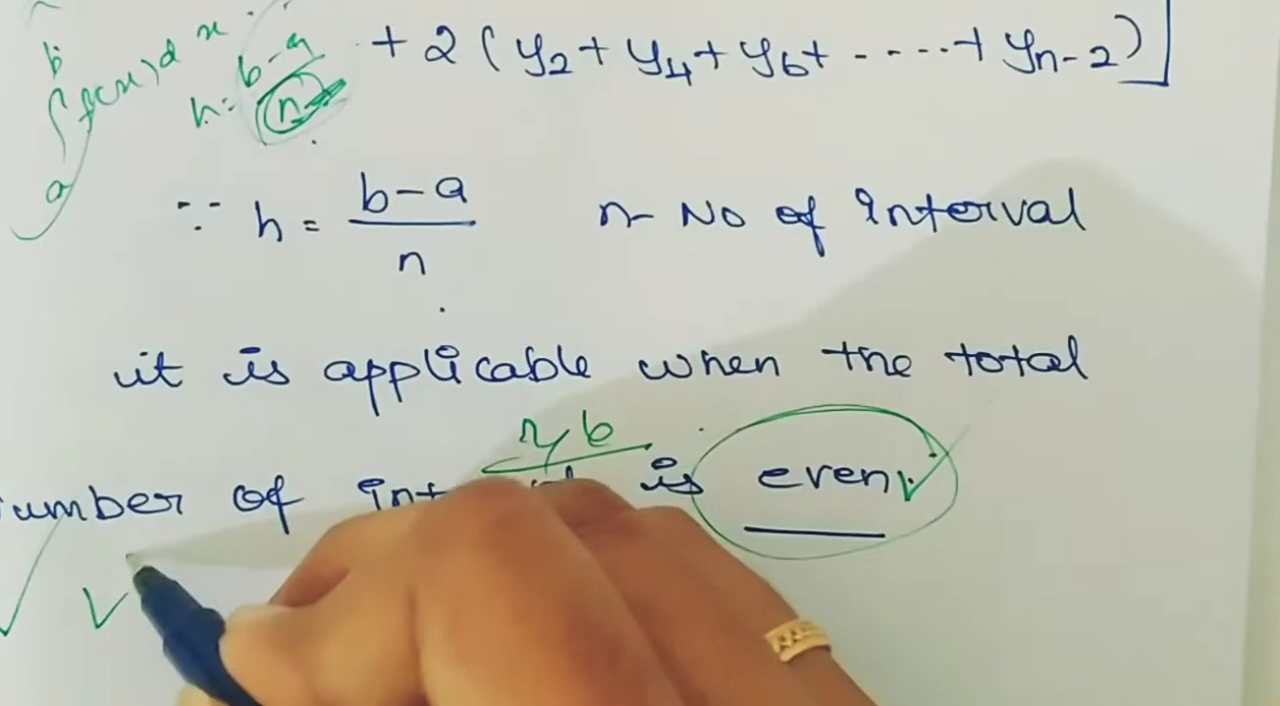 + 2 ( y2 + y4 + y6 + - - - - - + yn-2 ) ]
b
∫ f(x) d x
a
h = b-a / n
∵ h = b-a / n n - No of interval
it is applicable when the total
number of is even